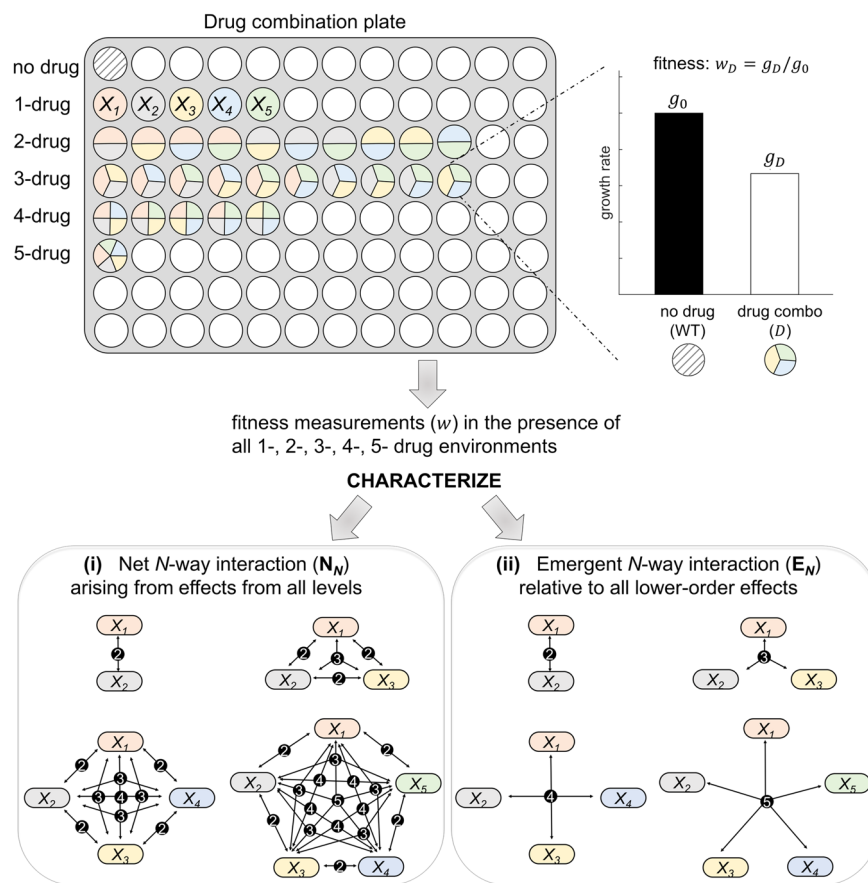 Drug combination plate
no drug
1-drug
X1 X2 X3 X4 X5
2-drug
3-drug
4-drug
5-drug
fitness: wD = gD/g0
g0
gD
growth rate
no drug
(WT)
drug combo
(D)
fitness measurements (w) in the presence of
all 1-, 2-, 3-, 4-, 5- drug environments
CHARACTERIZE
(i) Net N-way interaction (NN)
arising from effects from all levels
X1
2
X2
X1
2 2
3
X2 2 X3
X1
2 2
3
X2 3 4 3 X4
3
2 2
X3
X1
2 2
3
X2 4 4 X5
3 3
4 5 4
2 2
3 4 3
X3 2 X4
(ii) Emergent N-way interaction (EN)
relative to all lower-order effects
X1
2
X2
X1
3
X2 X3
X1
X2 4 X4
X3
X1
X2 X5
5
X3 X4